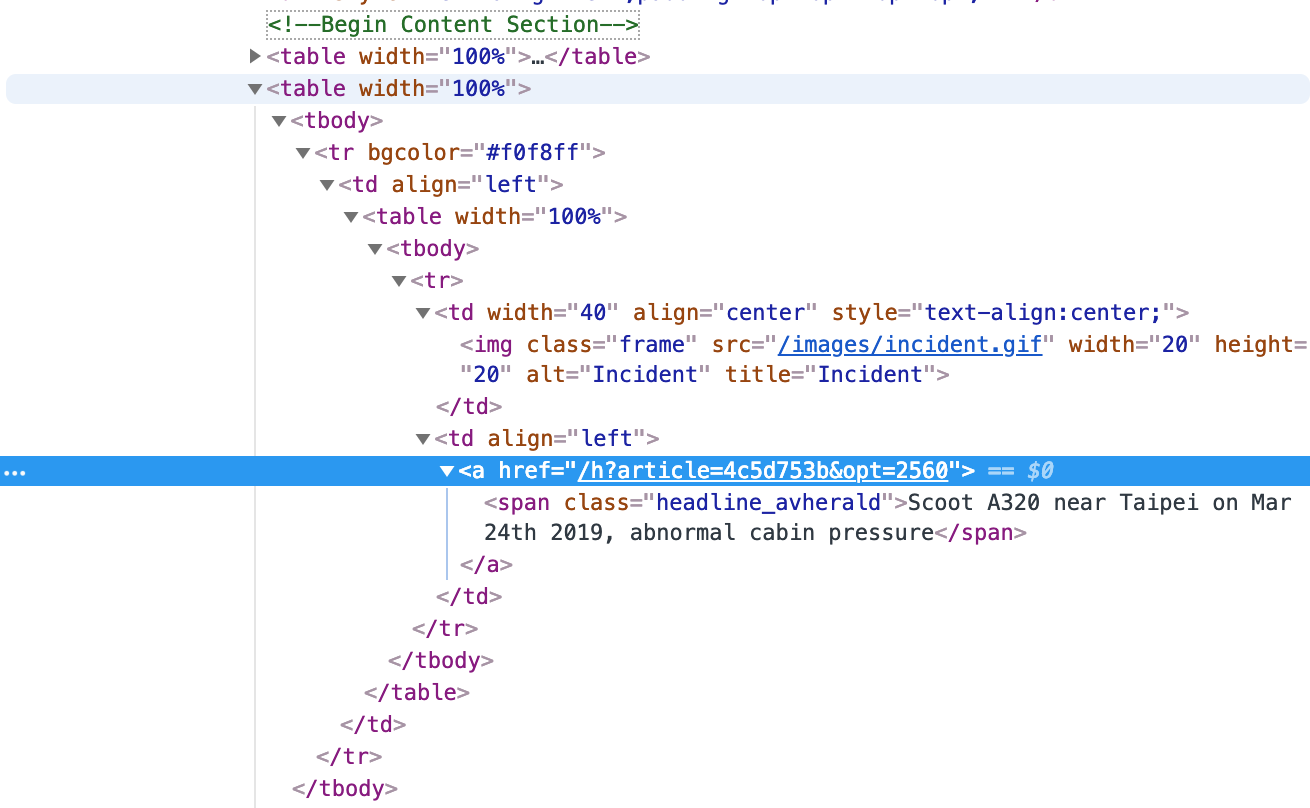 <!--Begin Content Section-->
<table width="100%">…</table>
<table width="100%">
<tbody>
<tr bgcolor="#f0f8ff">
<td align="left">
<table width="100%">
<tbody>
<tr>
<td width="40" align="center" style="text-align:center;">
<img class="frame" src="/images/incident.gif" width="20" height=
"20" alt="Incident" title="Incident">
</td>
<td align="left">
… <a href="/h?article=4c5d753b&opt=2560"> == $0
<span class="headline_avherald">Scoot A320 near Taipei on Mar
24th 2019, abnormal cabin pressure</span>
</a>
</td>
</tr>
</tbody>
</table>
</td>
</tr>
</tbody>